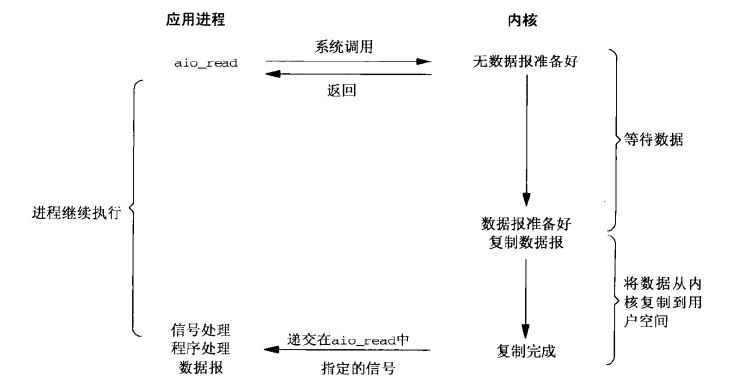 应用进程
内核
系统调用
aio_read
无数据报准备好
返回
等待数据
进程继续执行
数据报准备好
复制数据报
将数据从内
核复制到用
户空间
信号处理
程序处理
数据报
递交在aio_read中
指定的信号
复制完成